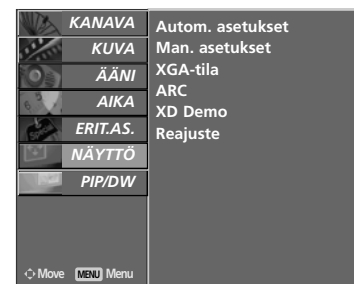 KANAVA
KUVA
ÄÄNI
AIKA
ERIT.AS.
NÄYTTÖ
PIP/DW
Autom. asetukset
Man. asetukset
XGA-tila
ARC
XD Demo
Reajuste
Move MENU Menu